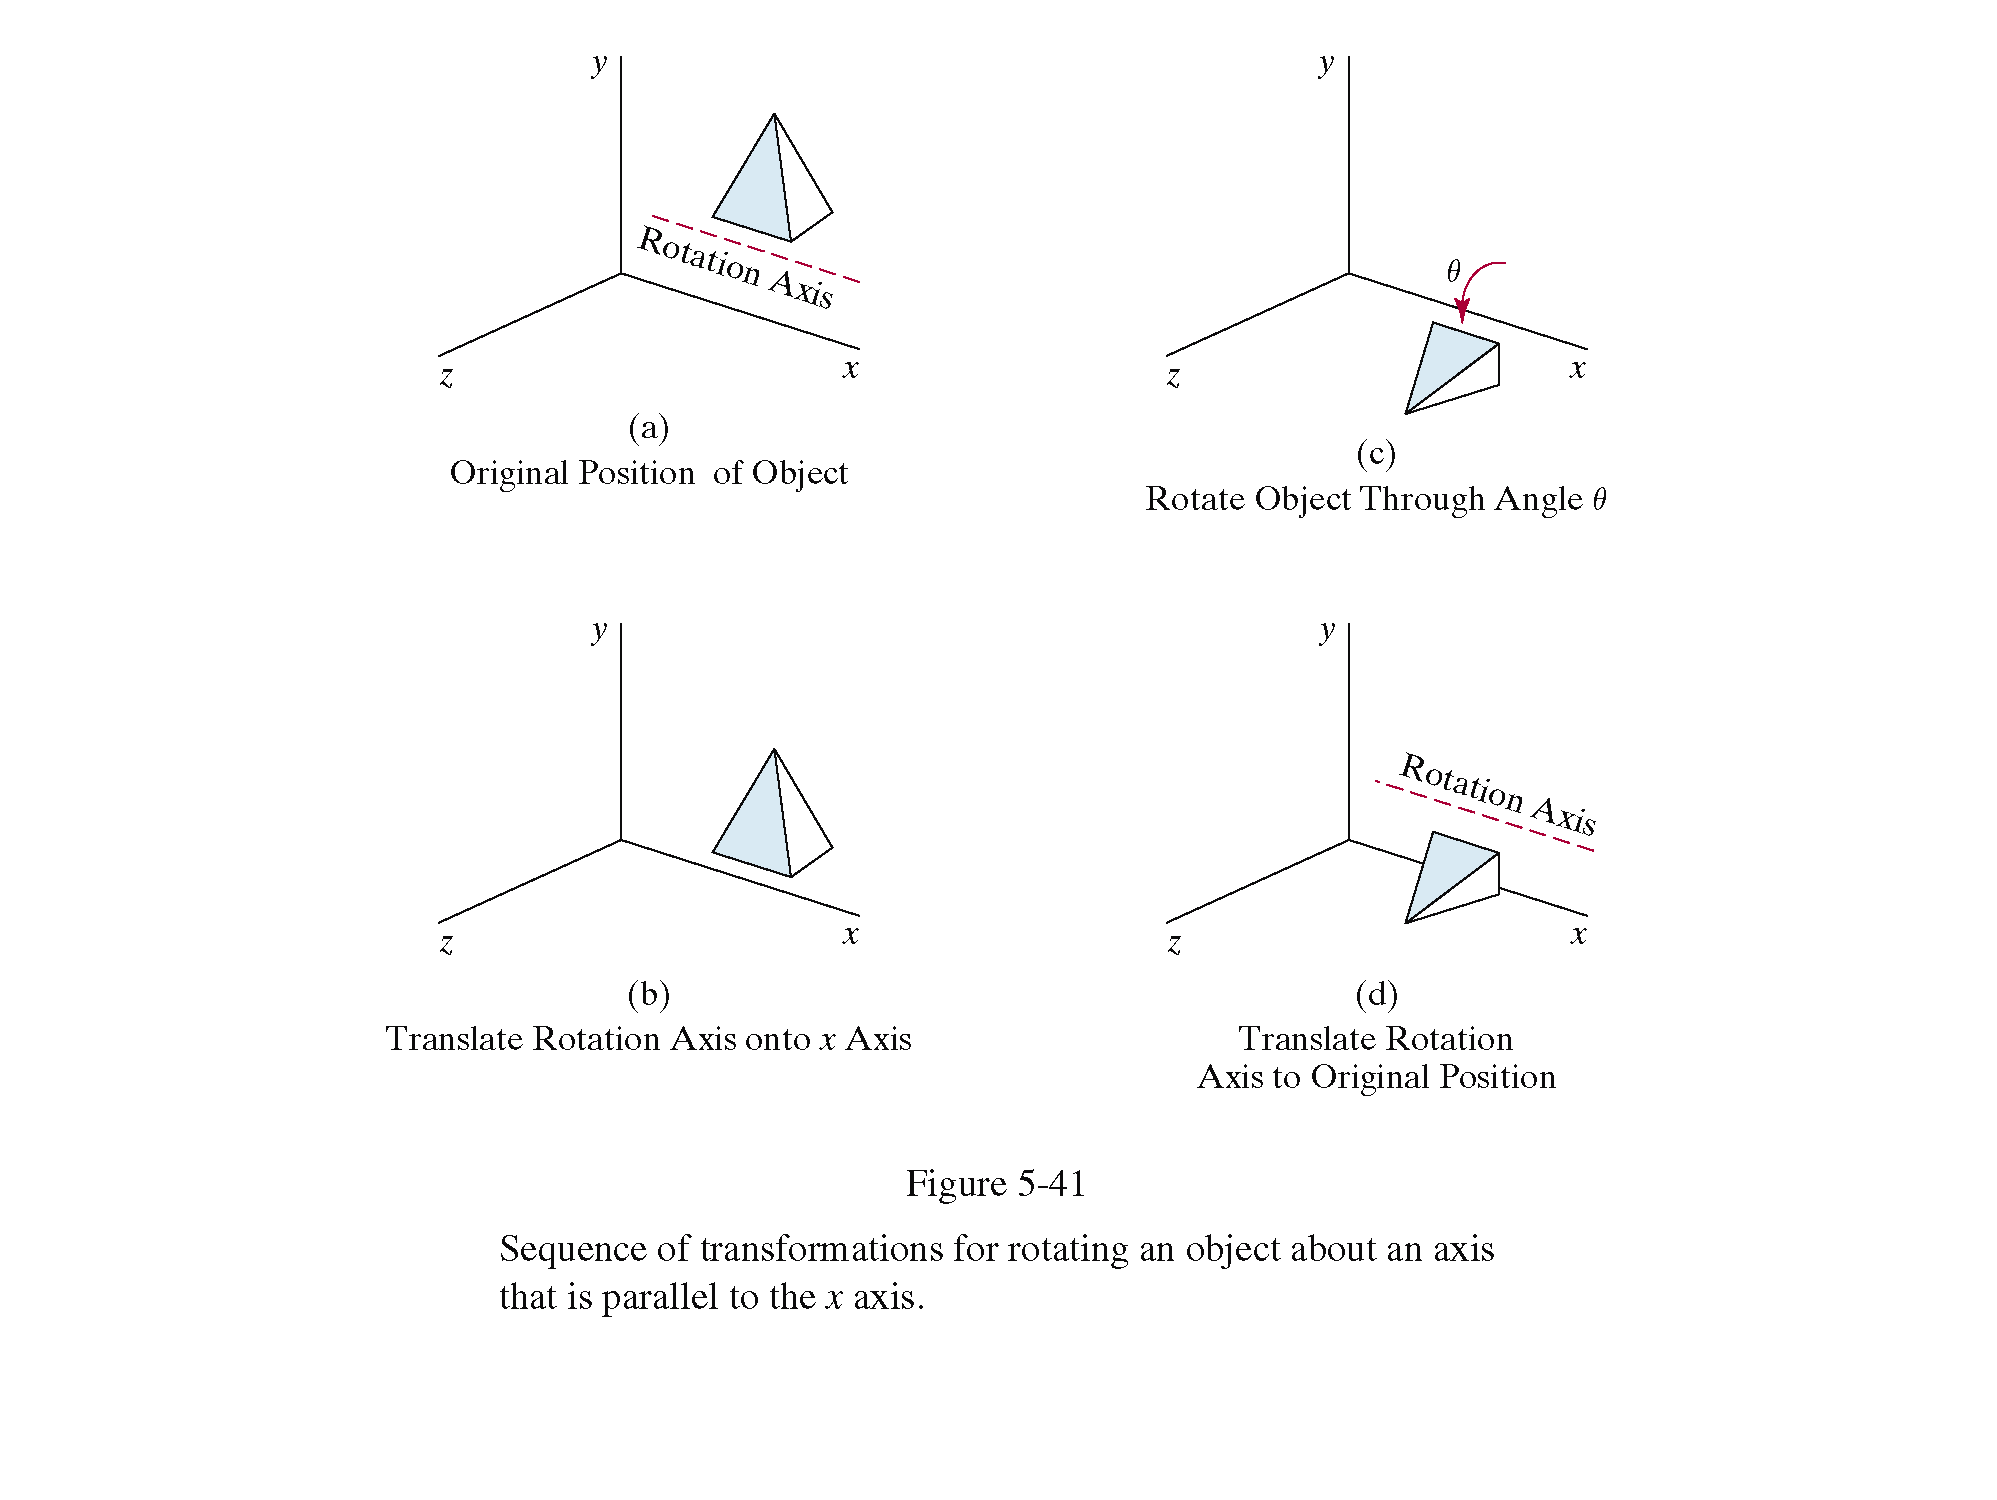 y
Rotation Axis
z
x
(a)
Original Position of Object
y
z
x
(b)
Translate Rotation Axis onto x Axis
y
θ
z
x
(c)
Rotate Object Through Angle θ
y
Rotation Axis
z
x
(d)
Translate Rotation
Axis to Original Position
Figure 5-41
Sequence of transformations for rotating an object about an axis
that is parallel to the x axis.